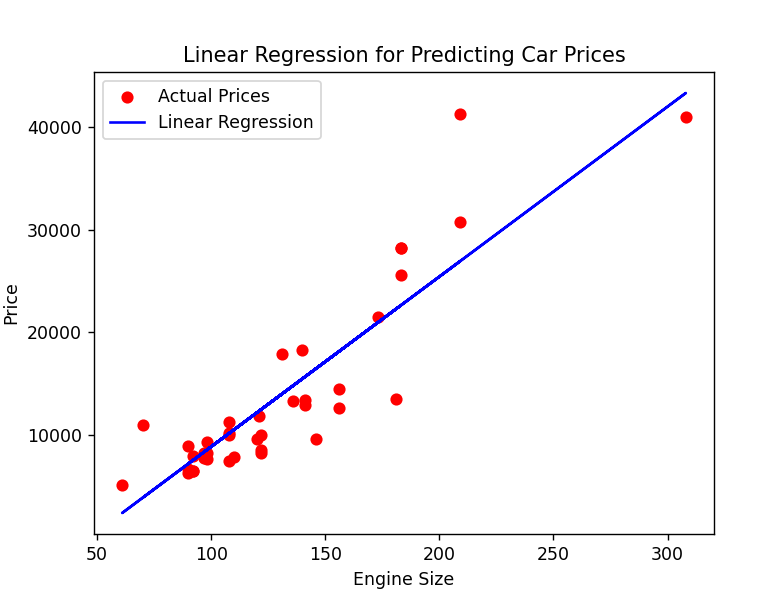 Linear Regression for Predicting Car Prices
Actual Prices
Linear Regression
40000
30000
20000
10000
Price
50
100
150
200
250
300
Engine Size